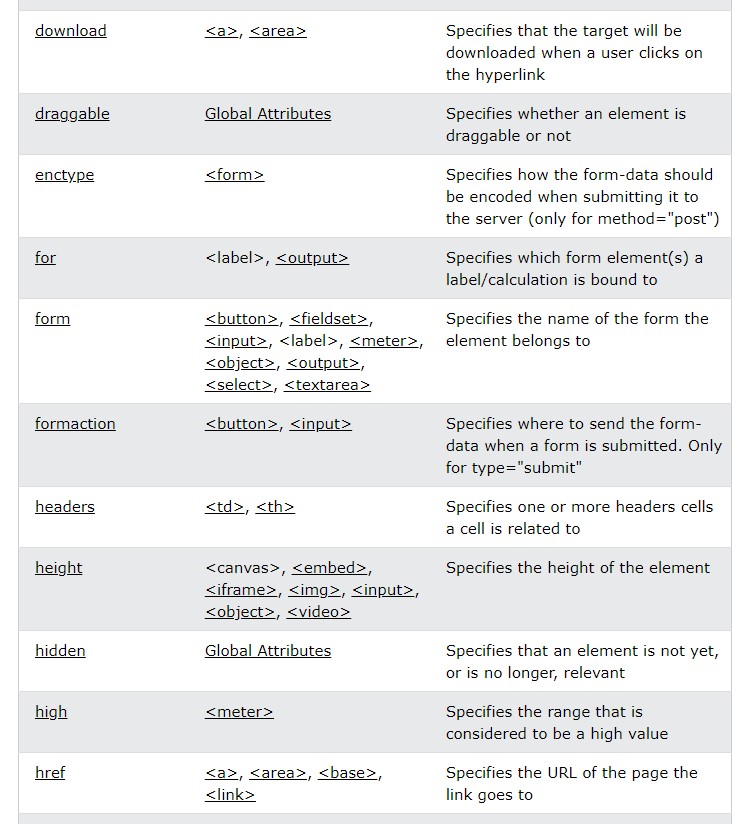 download <a>, <area> Specifies that the target will be
downloaded when a user clicks on
the hyperlink
draggable Global Attributes Specifies whether an element is
draggable or not
enctype <form> Specifies how the form-data should
be encoded when submitting it to
the server (only for method="post")
for <label>, <output> Specifies which form element(s) a
label/calculation is bound to
form <button>, <fieldset>, Specifies the name of the form the
<input>, <label>, <meter>, element belongs to
<object>, <output>,
<select>, <textarea>
formaction <button>, <input> Specifies where to send the form-
data when a form is submitted. Only
for type="submit"
headers <td>, <th> Specifies one or more headers cells
a cell is related to
height <canvas>, <embed>, Specifies the height of the element
<iframe>, <img>, <input>,
<object>, <video>
hidden Global Attributes Specifies that an element is not yet,
or is no longer, relevant
high <meter> Specifies the range that is
considered to be a high value
href <a>, <area>, <base>, Specifies the URL of the page the
<link> link goes to